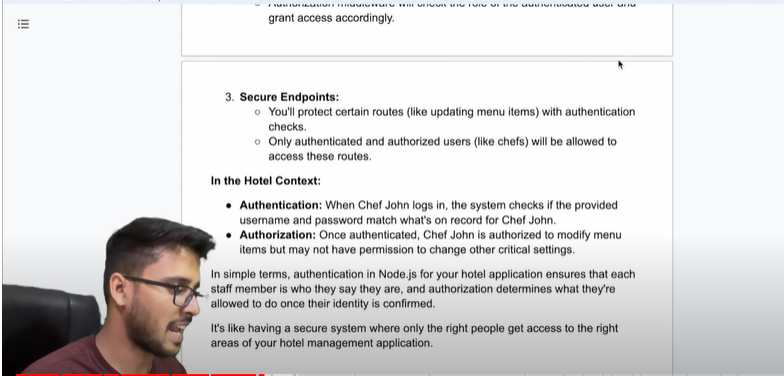 grant access accordingly.
3. Secure Endpoints:
○ You'll protect certain routes (like updating menu items) with authentication
checks.
○ Only authenticated and authorized users (like chefs) will be allowed to
access these routes.
In the Hotel Context:
● Authentication: When Chef John logs in, the system checks if the provided
username and password match what's on record for Chef John.
● Authorization: Once authenticated, Chef John is authorized to modify menu
items but may not have permission to change other critical settings.
In simple terms, authentication in Node.js for your hotel application ensures that each
staff member is who they say they are, and authorization determines what they're
allowed to do once their identity is confirmed.
It's like having a secure system where only the right people get access to the right
areas of your hotel management application.